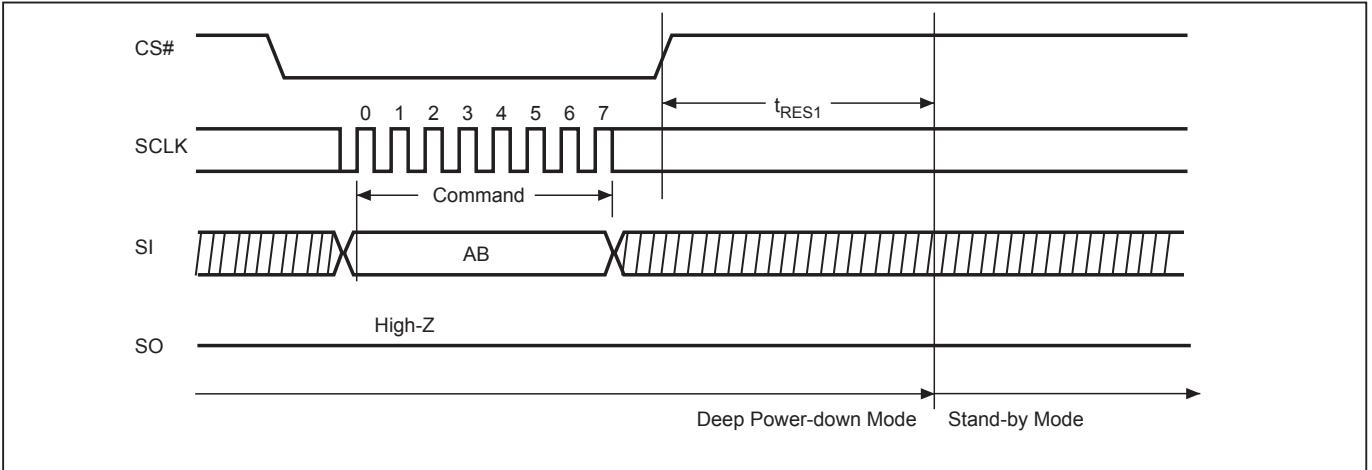 CS#
tRES1
0 1 2 3 4 5 6 7
SCLK
Command
SI
AB
High-Z
SO
Deep Power-down Mode Stand-by Mode